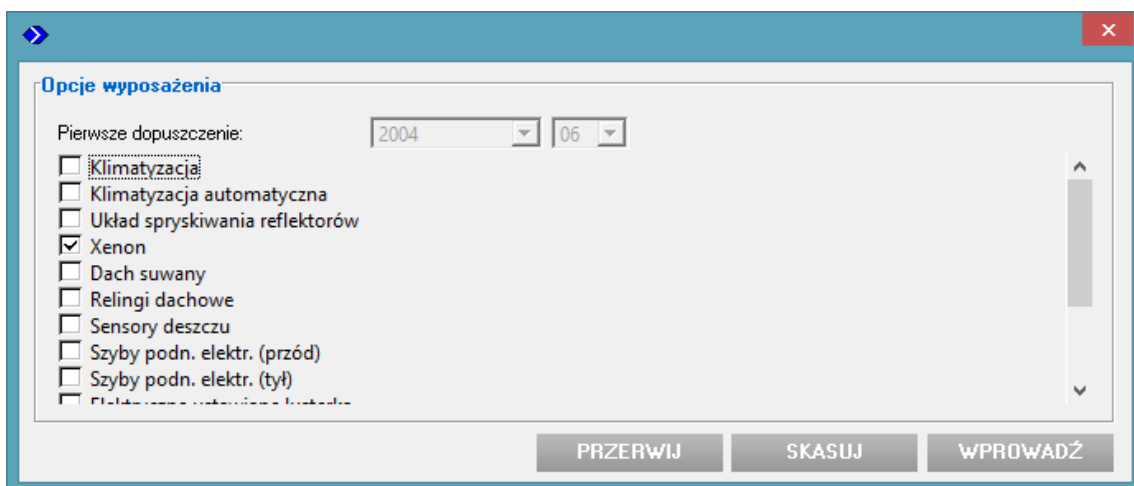 Opcje wyposażenia
Pierwsze dopuszczenie: 2004 06
Klimatyzacja
Klimatyzacja automatyczna
Układ spryskiwania reflektorów
Xenon
Dach suwany
Relingi dachowe
Sensory deszczu
Szyby podn. elektr. (przód)
Szyby podn. elektr. (tył)
PRZERWIJ SKASUJ WPROWADŹ